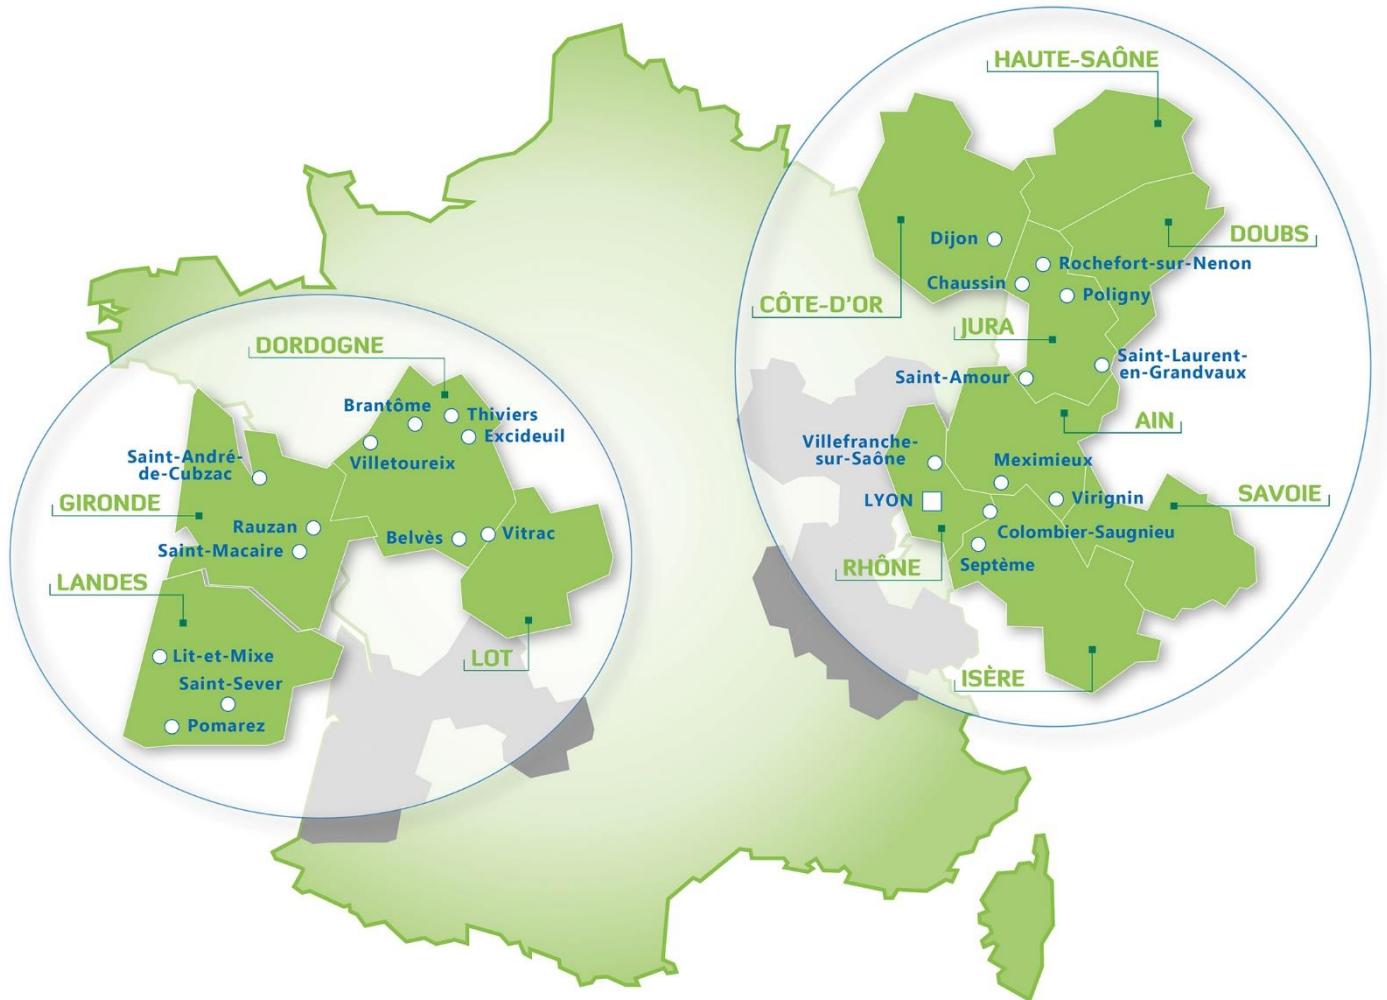 HAUTE-SAÔNE
DOUBS
Dijon
Rochefort-sur-Nenon
Chaussin
Poligny
CÔTE-D'OR
JURA
Saint-Laurent-
en-Grandvaux
Saint-Amour
AIN
Villefranche-
sur-Saône
Meximieux
LYON
Virignin
SAVOIE
Colombier-Saugnieu
Septème
RHÔNE
ISÈRE
DORDOGNE
Brantôme
Thiviers
Excideuil
Villetoureix
Saint-André-
de-Cubzac
GIRONDE
Rauzan
Belvès
Vitrac
Saint-Macaire
LANDES
LOT
Lit-et-Mixe
Saint-Sever
Pomarez